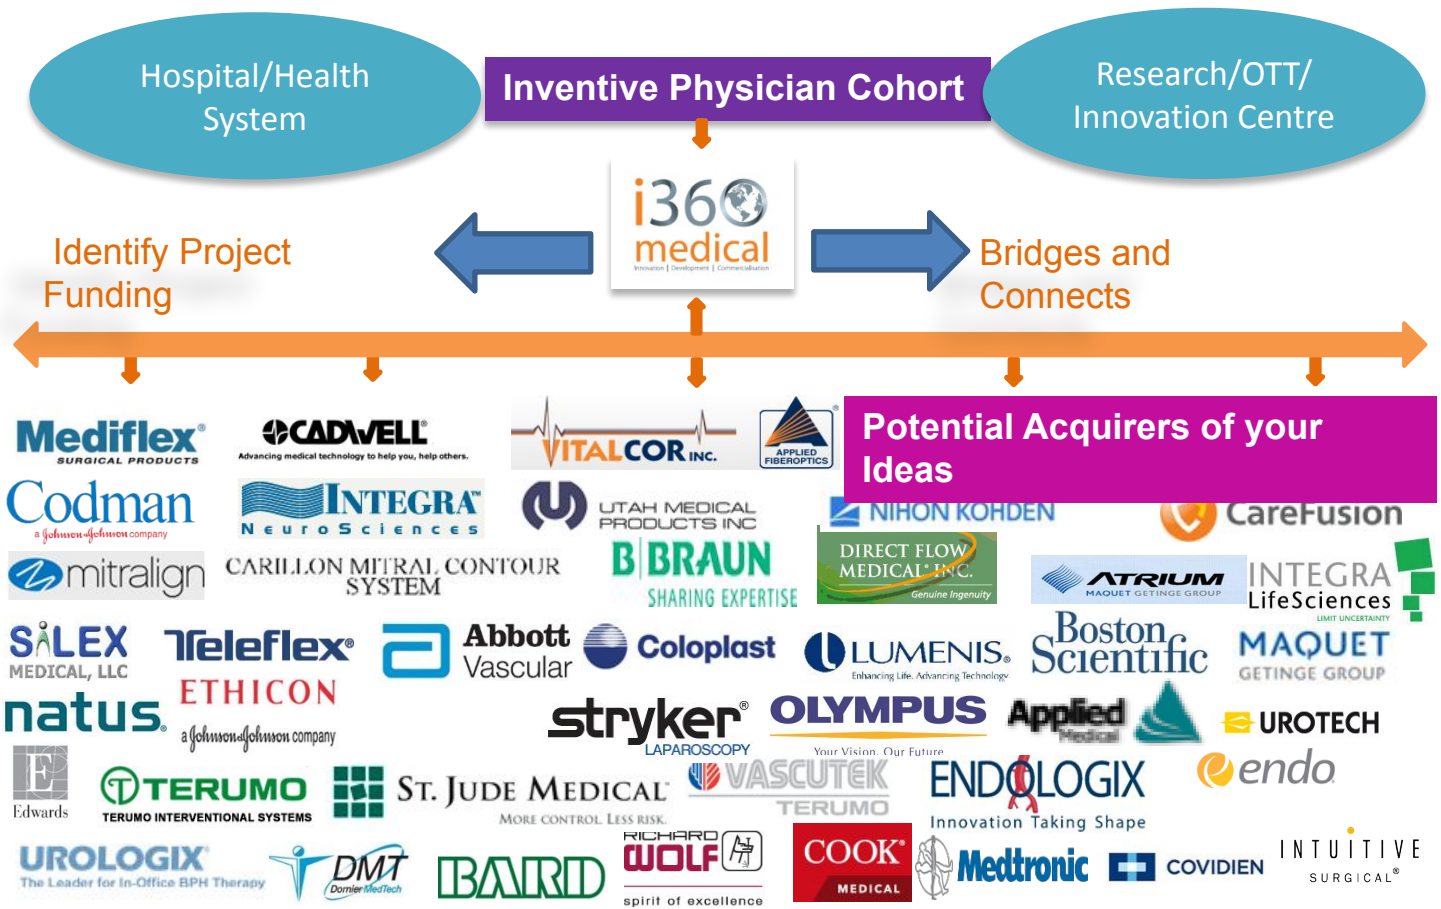 Hospital/Health
System
Inventive Physician Cohort
Research/OTT/
Innovation Centre
i360
medical
Innovation | Development | Commercialisation
Identify Project
Funding
Bridges and
Connects
Potential Acquirers of your
Ideas
Mediflex®
SURGICAL PRODUCTS
CADWELL®
Advancing medical technology to help you, help others.
VITALCOR INC.
APPLIED
FIBEROPTICS
®
Codman
a Johnson & Johnson company
INTEGRA™
NEUROSCIENCES
UTAH MEDICAL
PRODUCTS INC
NIHON KOHDEN
CareFusion
mitralign
CARILLON MITRAL CONTOUR
SYSTEM
B|BRAUN
SHARING EXPERTISE
DIRECT FLOW
MEDICAL® INC.
Genuine Ingenuity
ATRIUM
MAQUET GETINGE GROUP
INTEGRA
LifeSciences
LIMIT UNCERTAINTY
SILEX
MEDICAL, LLC
Teleflex®
Abbott
Vascular
Coloplast
LUMENIS®
Enhancing Life. Advancing Technology
Boston
Scientific
MAQUET
GETINGE GROUP
natus.
ETHICON
a Johnson & Johnson company
stryker®
LAPAROSCOPY
OLYMPUS
Your Vision, Our Future
Applied
Medical
UROTECH
Edwards
TERUMO
TERUMO INTERVENTIONAL SYSTEMS
ST. JUDE MEDICAL
MORE CONTROL. LESS RISK.
VASCUTEK
TERUMO
ENDOLOGIX
Innovation Taking Shape
endo
UROLOGIX®
The Leader for In-Office BPH Therapy
DMT
Dornier MedTech
BARD
RICHARD
WOLF
spirit of excellence
COOK®
MEDICAL
Medtronic
COVIDIEN
INTUITIVE
SURGICAL®